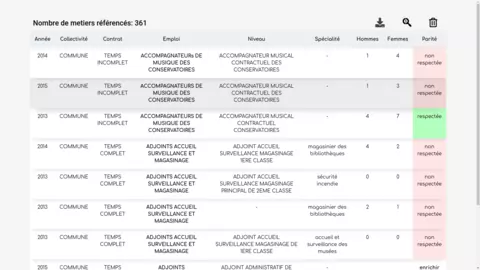 Nombre de metiers référencés: 361
Année Collectivité Contrat Emploi Niveau Spécialité Hommes Femmes Parité
2014 COMMUNE TEMPS INCOMPLET ACCOMPAGNATEURs DE MUSIQUE DES CONSERVATOIRES ACCOMPAGNATEUR MUSICAL CONTRACTUEL DES CONSERVATOIRES - 1 4 non respectée
2015 COMMUNE TEMPS INCOMPLET ACCOMPAGNATEURS DE MUSIQUE DES CONSERVATOIRES ACCOMPAGNATEUR MUSICAL CONTRACTUEL DES CONSERVATOIRES - 1 3 non respectée
2013 COMMUNE TEMPS INCOMPLET ACCOMPAGNATEURS DE MUSIQUE DES CONSERVATOIRES ACCOMPAGNATEUR MUSICAL CONTRACTUEL CONSERVATOIRES - 4 7 respectée
2014 COMMUNE TEMPS COMPLET ADJOINTS ACCUEIL SURVEILLANCE ET MAGASINAGE ADJOINT ACCUEIL SURVEILLANCE MAGASINAGE 1ERE CLASSE magasinier des bibliothèques 4 2 non respectée
2013 COMMUNE TEMPS COMPLET ADJOINTS ACCUEIL SURVEILLANCE ET MAGASINAGE ADJOINT ACCUEIL SURVEILLANCE MAGASINAGE PRINCIPAL DE 2EME CLASSE sécurité incendie 0 0 non respectée
2013 COMMUNE TEMPS COMPLET ADJOINTS ACCUEIL SURVEILLANCE ET MAGASINAGE - magasinier des bibliothèques 2 1 non respectée
2013 COMMUNE TEMPS COMPLET ADJOINTS ACCUEIL SURVEILLANCE ET MAGASINAGE ADJOINT ACCUEIL SURVEILLANCE MAGASINAGE DE 1ERE CLASSE accueil et surveillance des musées 0 0 non respectée
2015 COMMUNE TEMPS ADJOINTS ADJOINT ADMINISTRATIF DE - enrichir